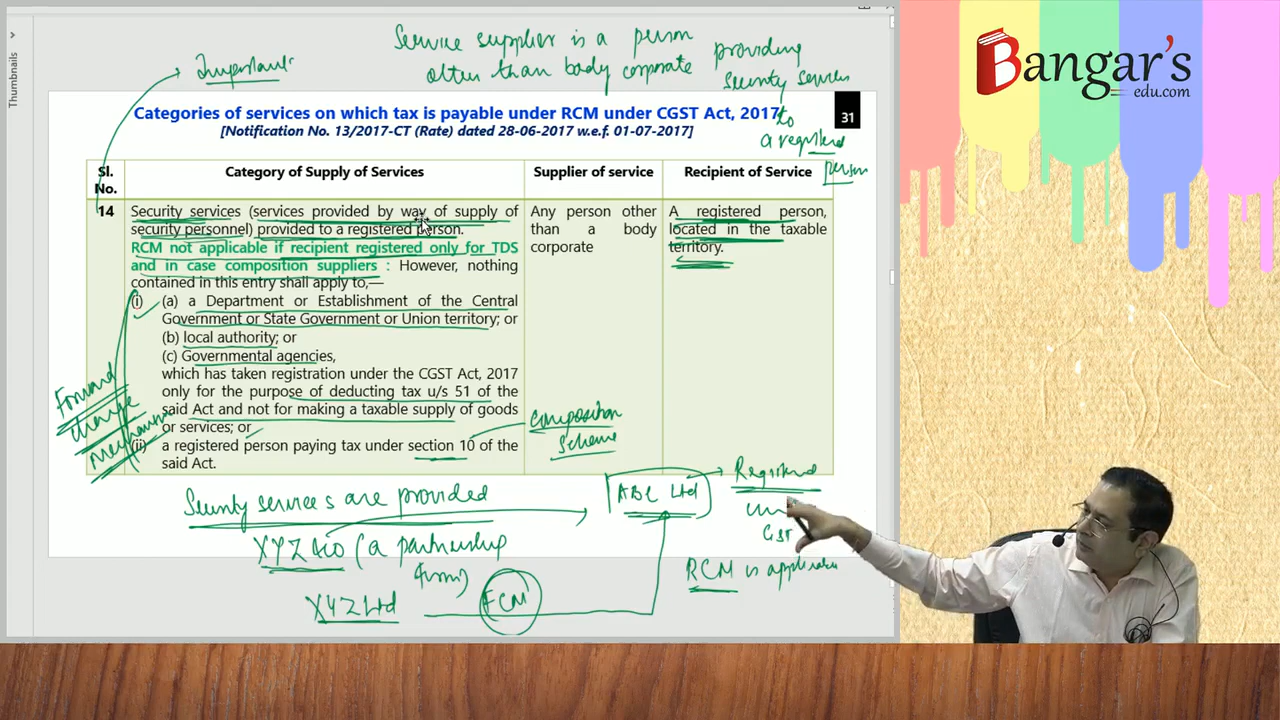 Thumbnails
Important
Service supplier is a person
other than body corporate
providing
Security services
to
a registered
person
Bangar's
edu.com
Categories of services on which tax is payable under RCM under CGST Act, 2017
[Notification No. 13/2017-CT (Rate) dated 28-06-2017 w.e.f. 01-07-2017]
31
Sl. No.
Category of Supply of Services
Supplier of service
Recipient of Service
14
Security services (services provided by way of supply of
security personnel) provided to a registered person.
RCM not applicable if recipient registered only for TDS
and in case composition suppliers : However, nothing
contained in this entry shall apply to,—
(i) (a) a Department or Establishment of the Central
Government or State Government or Union territory; or
(b) local authority; or
(c) Governmental agencies,
which has taken registration under the CGST Act, 2017
only for the purpose of deducting tax u/s 51 of the
said Act and not for making a taxable supply of goods
or services; or
(ii) a registered person paying tax under section 10 of the
said Act.
Any person other
than a body
corporate
A registered person,
located in the taxable
territory.
Forward
charge
mechanism
Composition
Scheme
Security services are provided
ABC Ltd
Registered
GST
XYZ &co (a partnership
firm)
RCM is applicable
XYZ Ltd
FCM